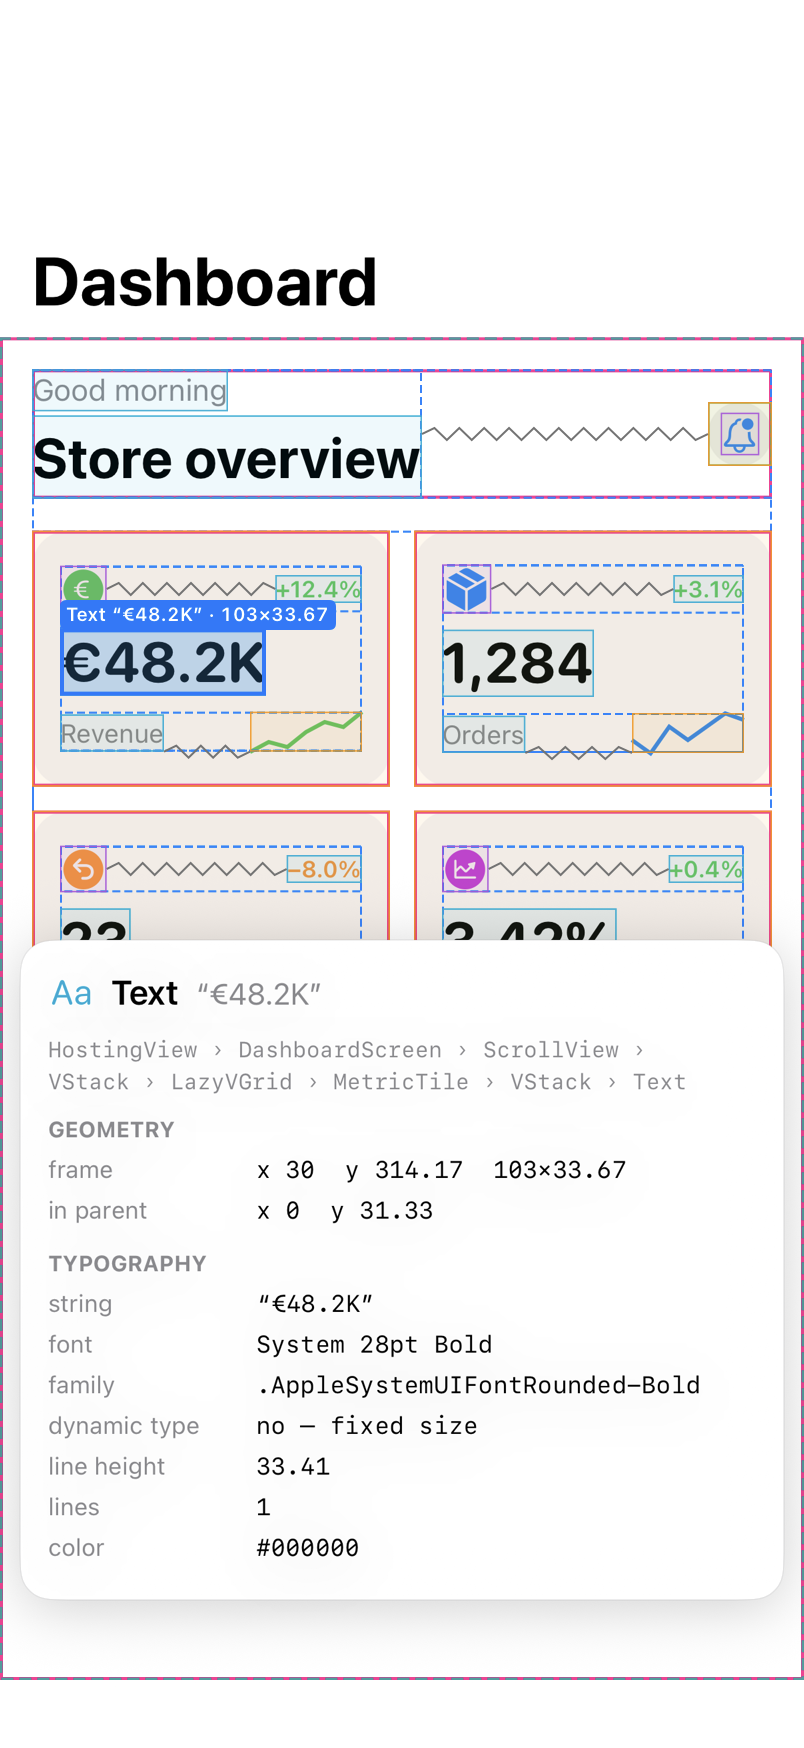 Dashboard
Good morning
Store overview
€ +12.4%
+3.1%
Text “€48.2K” · 103×33.67
€48.2K
1,284
Revenue
Orders
−8.0%
+0.4%
23
3.42%
Aa Text “€48.2K”
HostingView › DashboardScreen › ScrollView ›
VStack › LazyVGrid › MetricTile › VStack › Text
GEOMETRY
frame x 30 y 314.17 103×33.67
in parent x 0 y 31.33
TYPOGRAPHY
string “€48.2K”
font System 28pt Bold
family .AppleSystemUIFontRounded-Bold
dynamic type no — fixed size
line height 33.41
lines 1
color #000000